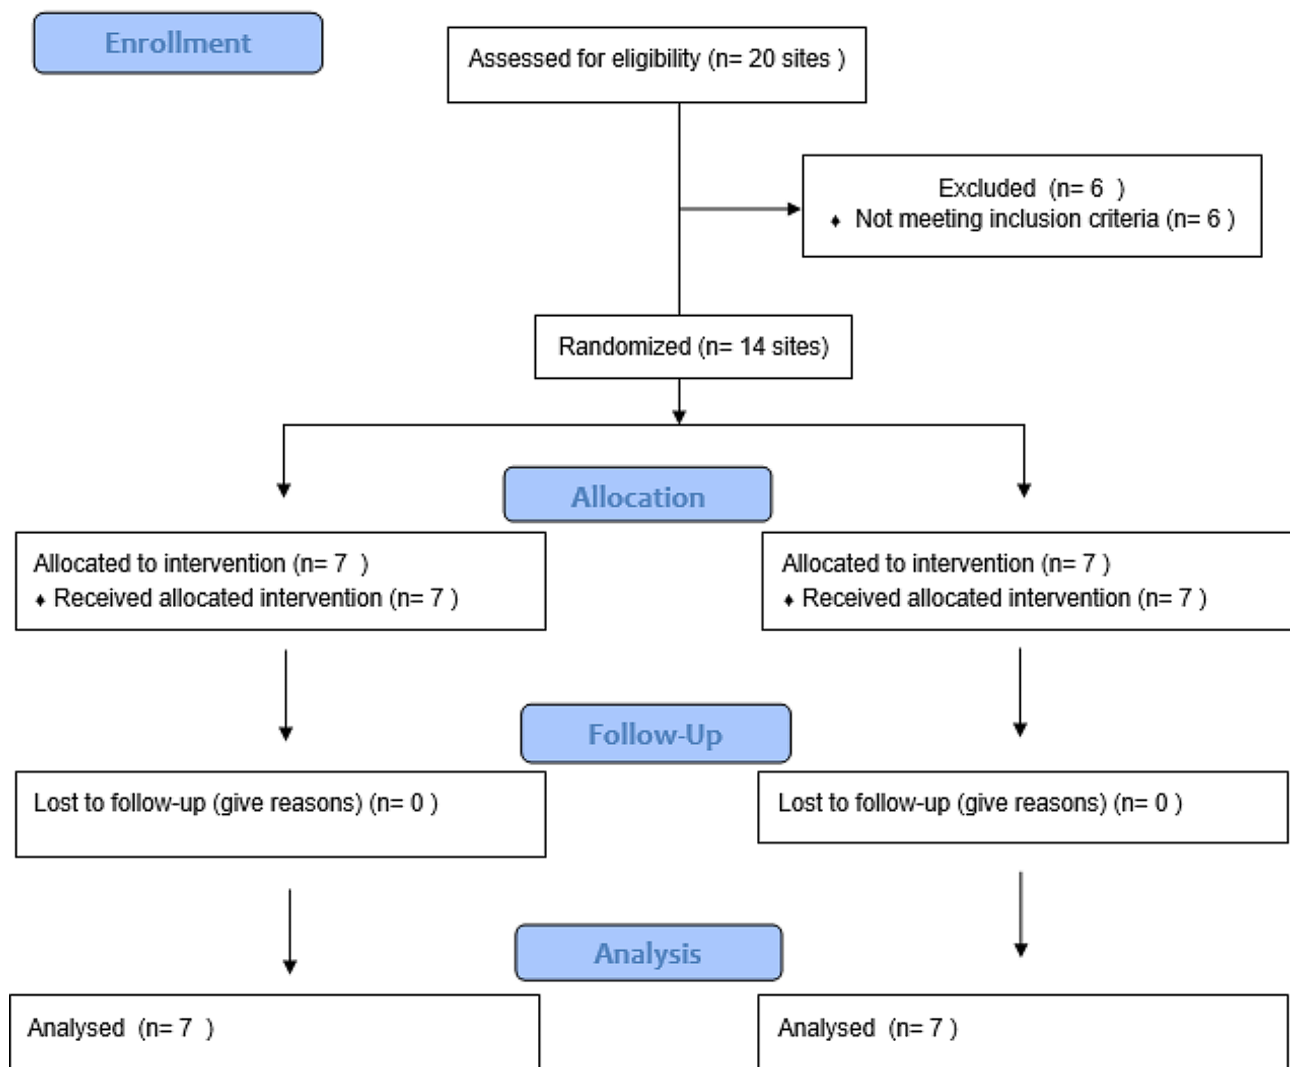 Enrollment
Assessed for eligibility (n= 20 sites )
Excluded (n= 6 )
♦ Not meeting inclusion criteria (n= 6 )
Randomized (n= 14 sites)
Allocation
Allocated to intervention (n= 7 )
♦ Received allocated intervention (n= 7 )
Allocated to intervention (n= 7 )
♦ Received allocated intervention (n= 7 )
Follow-Up
Lost to follow-up (give reasons) (n= 0 )
Lost to follow-up (give reasons) (n= 0 )
Analysis
Analysed (n= 7 )
Analysed (n= 7 )